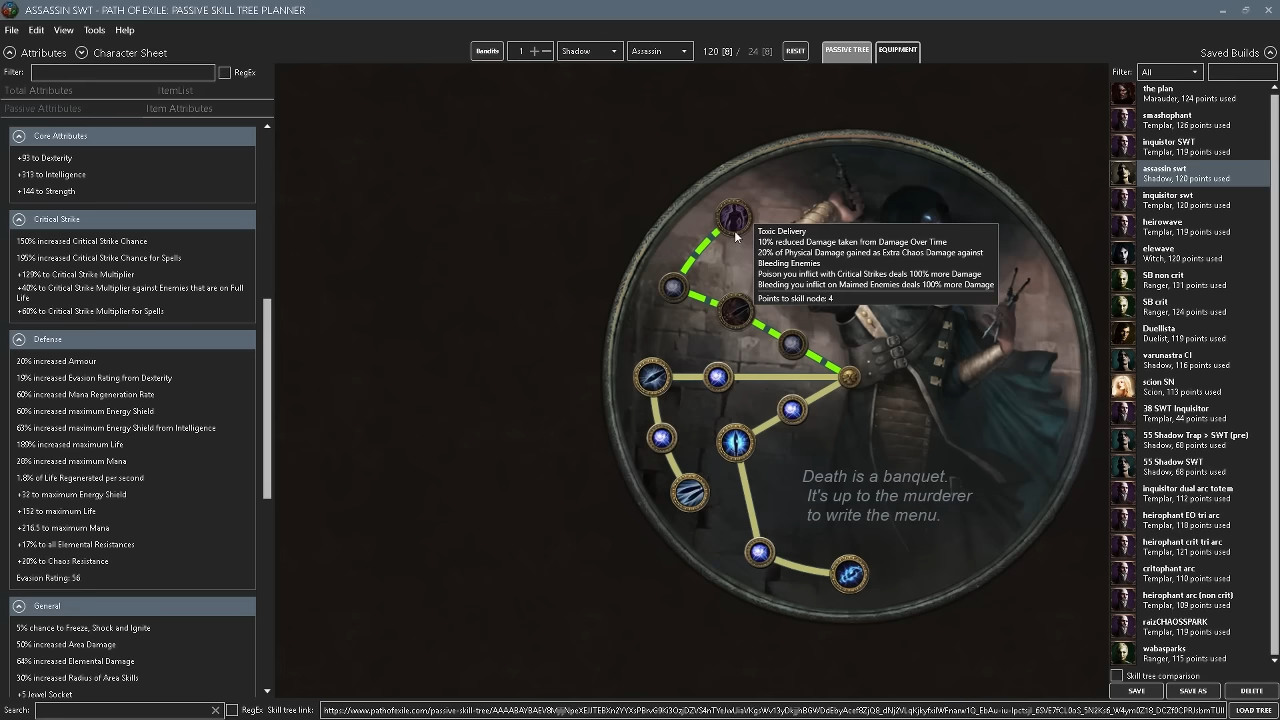 ASSASSIN SWT - PATH OF EXILE: PASSIVE SKILL TREE PLANNER
File Edit View Tools Help
Attributes Character Sheet
Bandits 1 Shadow Assassin 120 [8] / 24 [8] RESET PASSIVE TREE EQUIPMENT
Saved Builds
Filter: RegEx
Total Attributes ItemList
Passive Attributes Item Attributes
Core Attributes
+93 to Dexterity
+313 to Intelligence
+144 to Strength
Critical Strike
150% increased Critical Strike Chance
195% increased Critical Strike Chance for Spells
+129% to Critical Strike Multiplier
+40% to Critical Strike Multiplier against Enemies that are on Full
Life
+60% to Critical Strike Multiplier for Spells
Defense
20% increased Armour
increased Evasion Rating from Dexterity
60% increased Mana Regeneration Rate
60% increased maximum Energy Shield
63% increased maximum Energy Shield from Intelligence
189% increased maximum Life
28% increased maximum Mana
1.8% of Life Regenerated per second
+32 to maximum Energy Shield
+152 to maximum Life
+216.5 to maximum Mana
+17% to all Elemental Resistances
+20% to Chaos Resistance
Evasion Rating: 56
General
5% chance to Freeze, Shock and Ignite
50% increased Area Damage
64% increased Elemental Damage
30% increased Radius of Area Skills
+5 Jewel Socket
Toxic Delivery
10% reduced Damage taken from Damage Over Time
20% of Physical Damage gained as Extra Chaos Damage against
Bleeding Enemies
Poison you inflict with Critical Strikes deals 100% more Damage
Bleeding you inflict on Maimed Enemies deals 100% more Damage
Points to skill node: 4
Death is a banquet.
It's up to the murderer
to write the menu.
Filter: All
the plan
Marauder, 124 points used
smashophant
Templar, 126 points used
inquistor SWT
Templar, 119 points used
assassin swt
Shadow, 120 points used
inquisitor swt
Templar, 120 points used
heirowave
Templar, 119 points used
elewave
Witch, 120 points used
SB non crit
Ranger, 131 points used
SB crit
Ranger, 124 points used
Duellista
Duelist, 119 points used
varunastra CI
Shadow, 116 points used
scion SN
Scion, 113 points used
38 SWT Inquisitor
Templar, 44 points used
55 Shadow Trap > SWT (pre)
Shadow, 68 points used
55 Shadow SWT
Shadow, 66 points used
inquisitor dual arc totem
Templar, 112 points used
heirophant EO tri arc
Templar, 118 points used
heirophant crit tri arc
Templar, 121 points used
critophant arc
Templar, 110 points used
heirophant arc (non crit)
Templar, 109 points used
raizCHAOSSPARK
Templar, 119 points used
wabasparks
Ranger, 115 points used
Skill tree comparison
SAVE SAVE AS DELETE
Search: RegEx Skill tree link: LOAD TREE